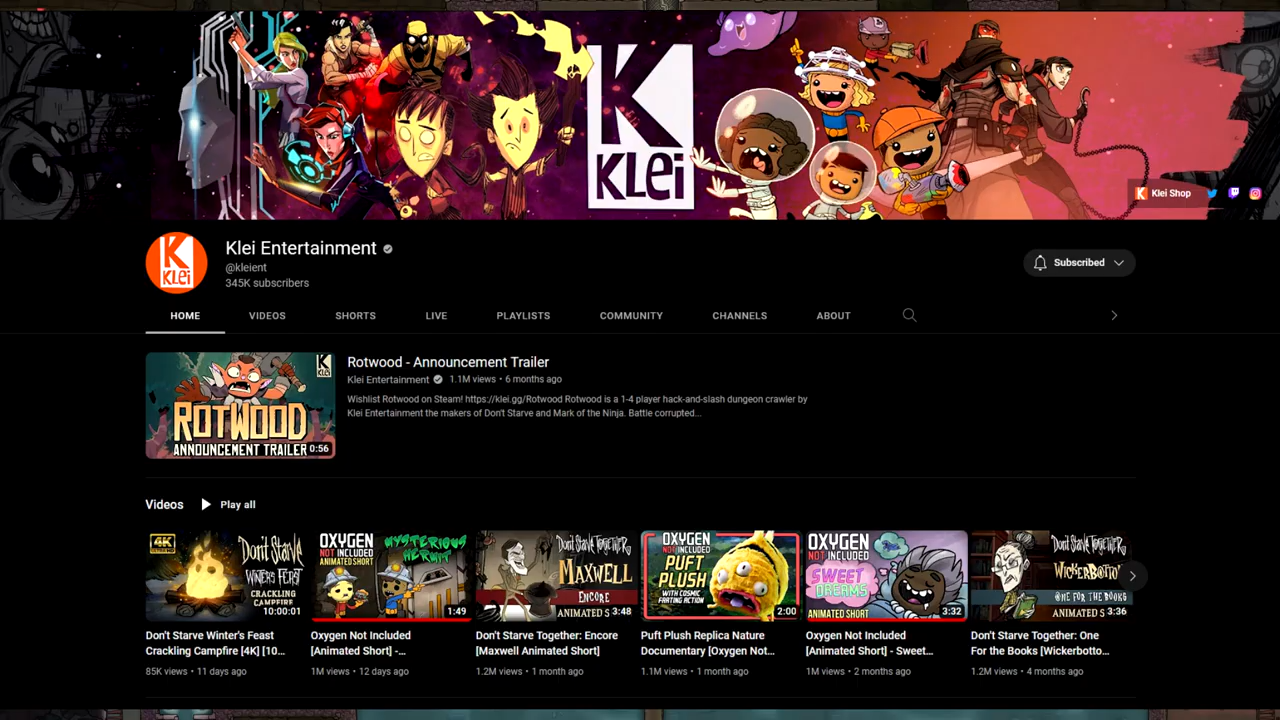 K
KLEI
Klei Shop
K
KLEI
Klei Entertainment
@kleient
345K subscribers
Subscribed
HOME
VIDEOS
SHORTS
LIVE
PLAYLISTS
COMMUNITY
CHANNELS
ABOUT
K
KLEI
ROTWOOD
ANNOUNCEMENT TRAILER
0:56
Rotwood - Announcement Trailer
Klei Entertainment 1.1M views • 6 months ago
Wishlist Rotwood on Steam! https://klei.gg/Rotwood Rotwood is a 1-4 player hack-and-slash dungeon crawler by
Klei Entertainment the makers of Don't Starve and Mark of the Ninja. Battle corrupted...
Videos
Play all
4K
DON'T STARVE
WINTER'S FEAST
CRACKLING
CAMPFIRE
10:00:01
Don't Starve Winter's Feast
Crackling Campfire [4K] [10...
85K views • 11 days ago
OXYGEN
NOT INCLUDED
ANIMATED SHORT
MYSTERIOUS
HERMIT
1:49
Oxygen Not Included
[Animated Short] -...
1M views • 12 days ago
DON'T STARVE TOGETHER
MAXWELL
ENCORE
ANIMATED S
3:48
Don't Starve Together: Encore
[Maxwell Animated Short]
1.2M views • 1 month ago
OXYGEN
NOT INCLUDED
PUFT
PLUSH
WITH COSMIC
FARTING ACTION
2:00
Puft Plush Replica Nature
Documentary [Oxygen Not...
1.1M views • 1 month ago
OXYGEN
NOT INCLUDED
SWEET
DREAMS
ANIMATED SHORT
3:32
Oxygen Not Included
[Animated Short] - Sweet...
1M views • 2 months ago
DON'T STARVE TOGETHER
WICKERBOTTO
ONE FOR THE BOOKS
ANIMATED S
3:36
Don't Starve Together: One
For the Books [Wickerbotto...
1.2M views • 4 months ago